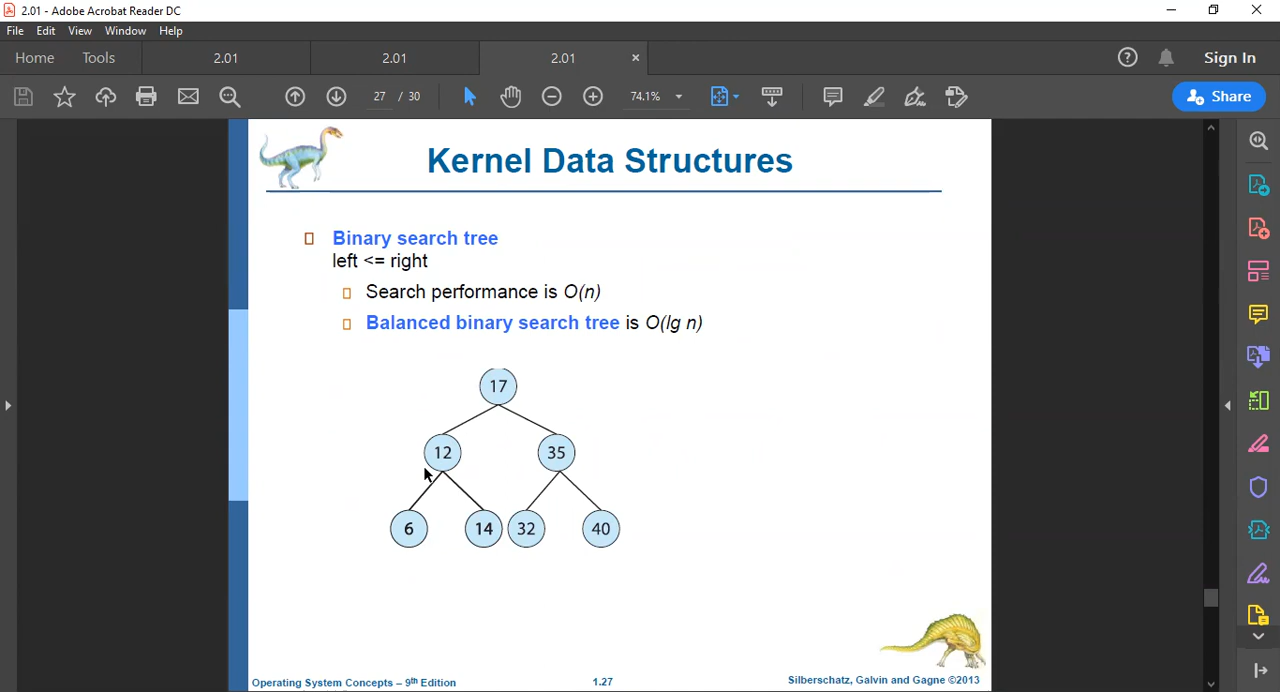 2.01 - Adobe Acrobat Reader DC
File Edit View Window Help
Home Tools 2.01 2.01 2.01 Sign In
27 / 30 74.1% Share
Kernel Data Structures
Binary search tree
left <= right
Search performance is O(n)
Balanced binary search tree is O(lg n)
17
12 35
6 14 32 40
Operating System Concepts – 9th Edition 1.27 Silberschatz, Galvin and Gagne ©2013